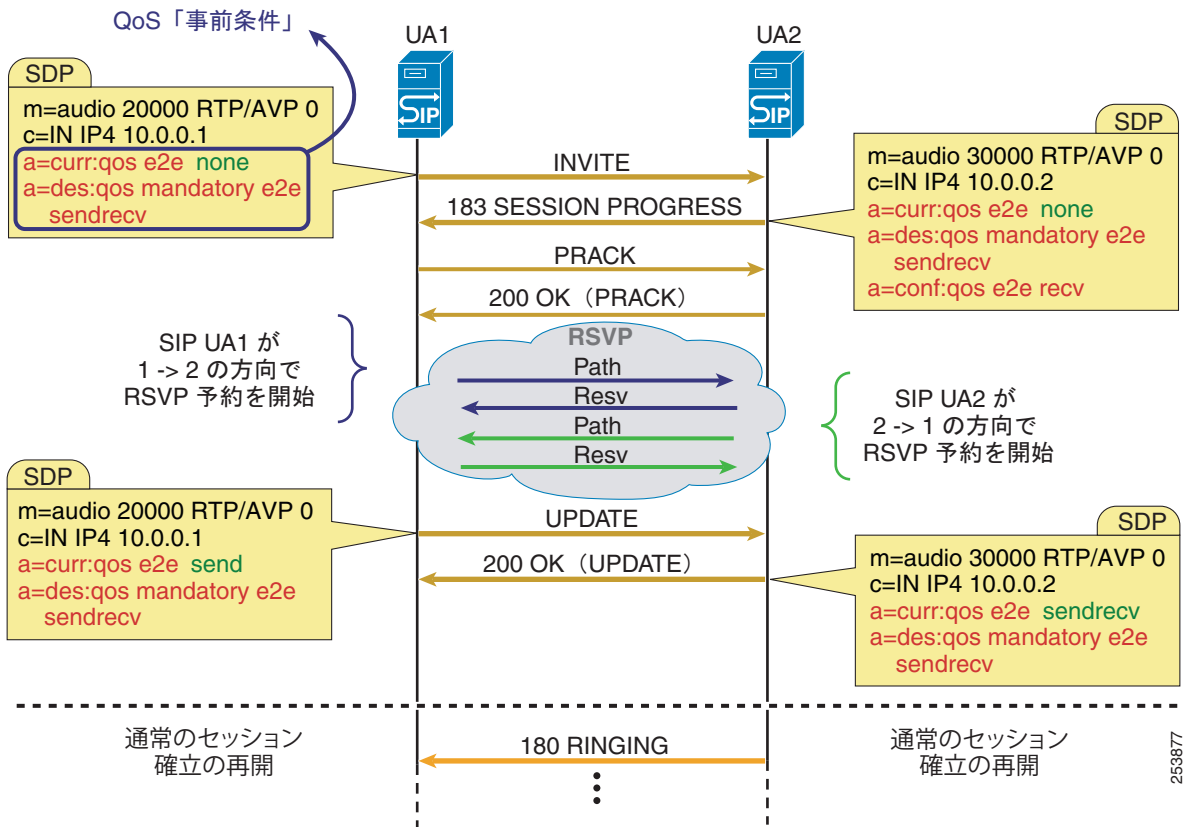 QoS「事前条件」
UA1
UA2
SIP
SIP
SDP
m=audio 20000 RTP/AVP 0
c=IN IP4 10.0.0.1
a=curr:qos e2e none
a=des:qos mandatory e2e
sendrecv
SDP
m=audio 30000 RTP/AVP 0
c=IN IP4 10.0.0.2
a=curr:qos e2e none
a=des:qos mandatory e2e
sendrecv
a=conf:qos e2e recv
INVITE
183 SESSION PROGRESS
PRACK
200 OK（PRACK）
SIP UA1 が
1 -> 2 の方向で
RSVP 予約を開始
RSVP
Path
Resv
Path
Resv
SIP UA2 が
2 -> 1 の方向で
RSVP 予約を開始
SDP
m=audio 20000 RTP/AVP 0
c=IN IP4 10.0.0.1
a=curr:qos e2e send
a=des:qos mandatory e2e
sendrecv
UPDATE
200 OK（UPDATE）
SDP
m=audio 30000 RTP/AVP 0
c=IN IP4 10.0.0.2
a=curr:qos e2e sendrecv
a=des:qos mandatory e2e
sendrecv
通常のセッション
確立の再開
180 RINGING
通常のセッション
確立の再開
253877